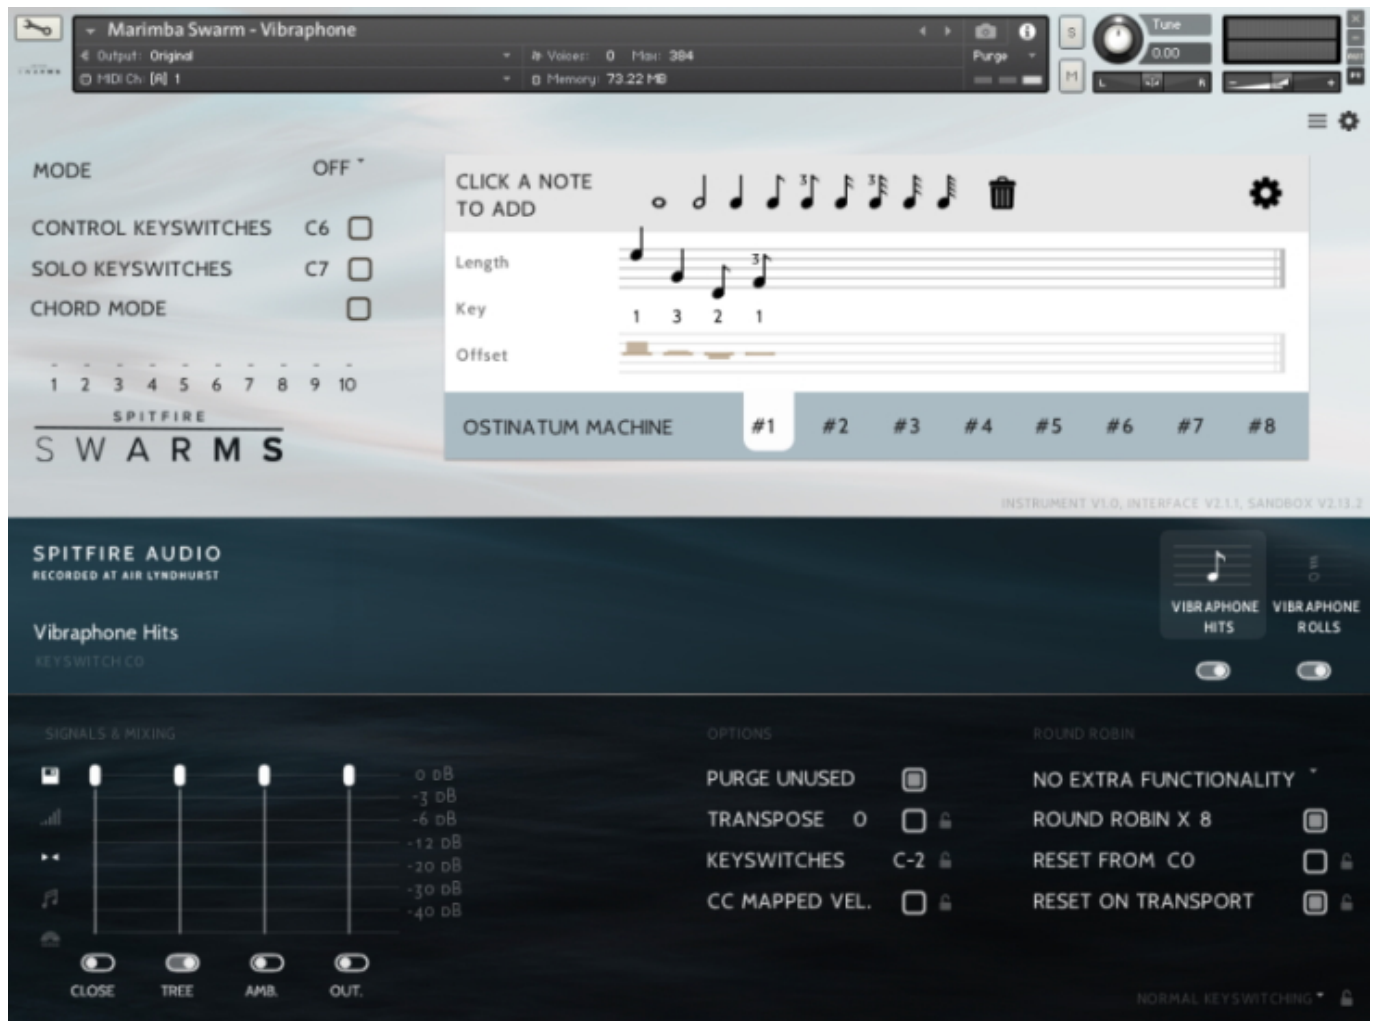 Marimba Swarm - Vibraphone
Output: Original
Voices: 0 Max: 384
Purge
MIDI Ch: [A] 1
Memory: 73.22 MB
S
M
Tune
0.00
L R
- +
MODE OFF
CONTROL KEYSWITCHES C6
SOLO KEYSWITCHES C7
CHORD MODE
- - - - - - - - - -
1 2 3 4 5 6 7 8 9 10
SPITFIRE
SWARMS
CLICK A NOTE
TO ADD
3 3
Length
3
Key
1 3 2 1
Offset
OSTINATUM MACHINE #1 #2 #3 #4 #5 #6 #7 #8
INSTRUMENT V1.0, INTERFACE V2.1.1, SANDBOX V2.13.2
SPITFIRE AUDIO
RECORDED AT AIR LYNDHURST
Vibraphone Hits
KEYSWITCH C0
VIBRAPHONE
HITS
VIBRAPHONE
ROLLS
SIGNALS & MIXING
0 DB
-3 DB
-6 DB
-12 DB
-20 DB
-30 DB
-40 DB
CLOSE TREE AMB. OUT.
OPTIONS
PURGE UNUSED
TRANSPOSE 0
KEYSWITCHES C-2
CC MAPPED VEL.
ROUND ROBIN
NO EXTRA FUNCTIONALITY
ROUND ROBIN X 8
RESET FROM C0
RESET ON TRANSPORT
NORMAL KEYSWITCHING